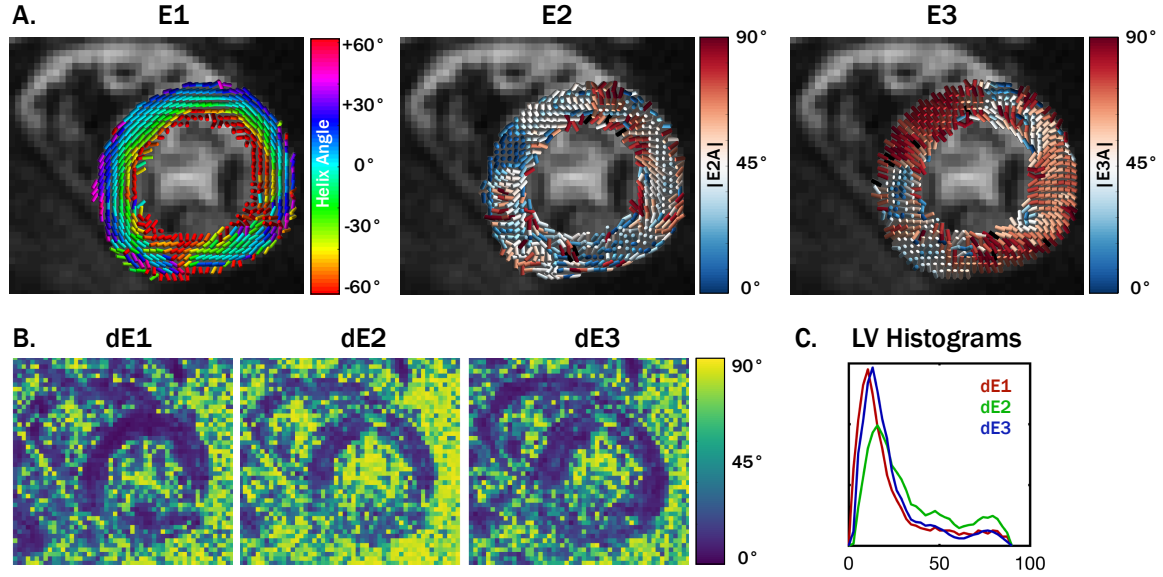 A.
E1
E2
E3
+60°
+30°
0°
-30°
-60°
Helix Angle
90°
45°
0°
|E2A|
90°
45°
0°
|E3A|
B.
dE1
dE2
dE3
90°
45°
0°
C.
LV Histograms
dE1
dE2
dE3
0
50
100